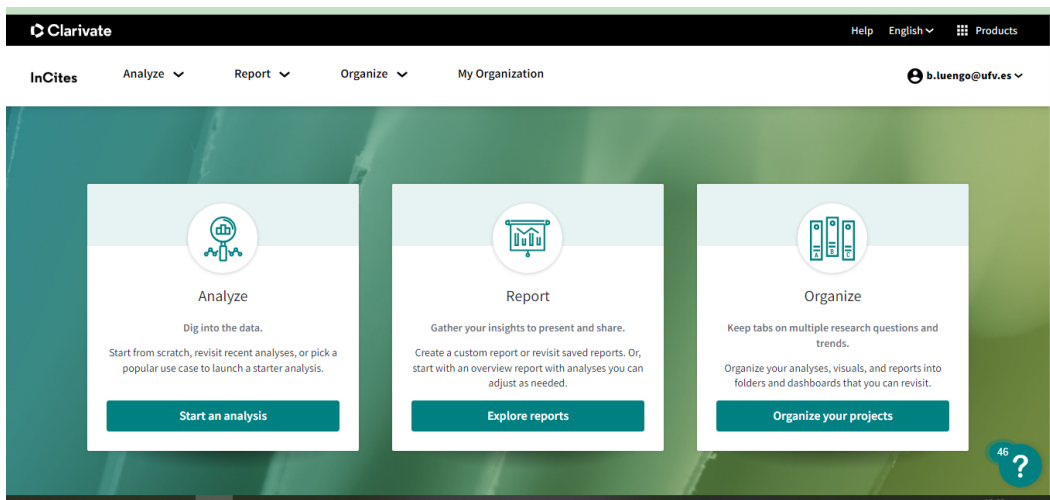 Clarivate
Help English Products
InCites Analyze Report Organize My Organization b.luengo@ufv.es
Analyze
Dig into the data.
Start from scratch, revisit recent analyses, or pick a
popular use case to launch a starter analysis.
Start an analysis
Report
Gather your insights to present and share.
Create a custom report or revisit saved reports. Or,
start with an overview report with analyses you can
adjust as needed.
Explore reports
A B C
Organize
Keep tabs on multiple research questions and
trends.
Organize your analyses, visuals, and reports into
folders and dashboards that you can revisit.
Organize your projects
46 ?